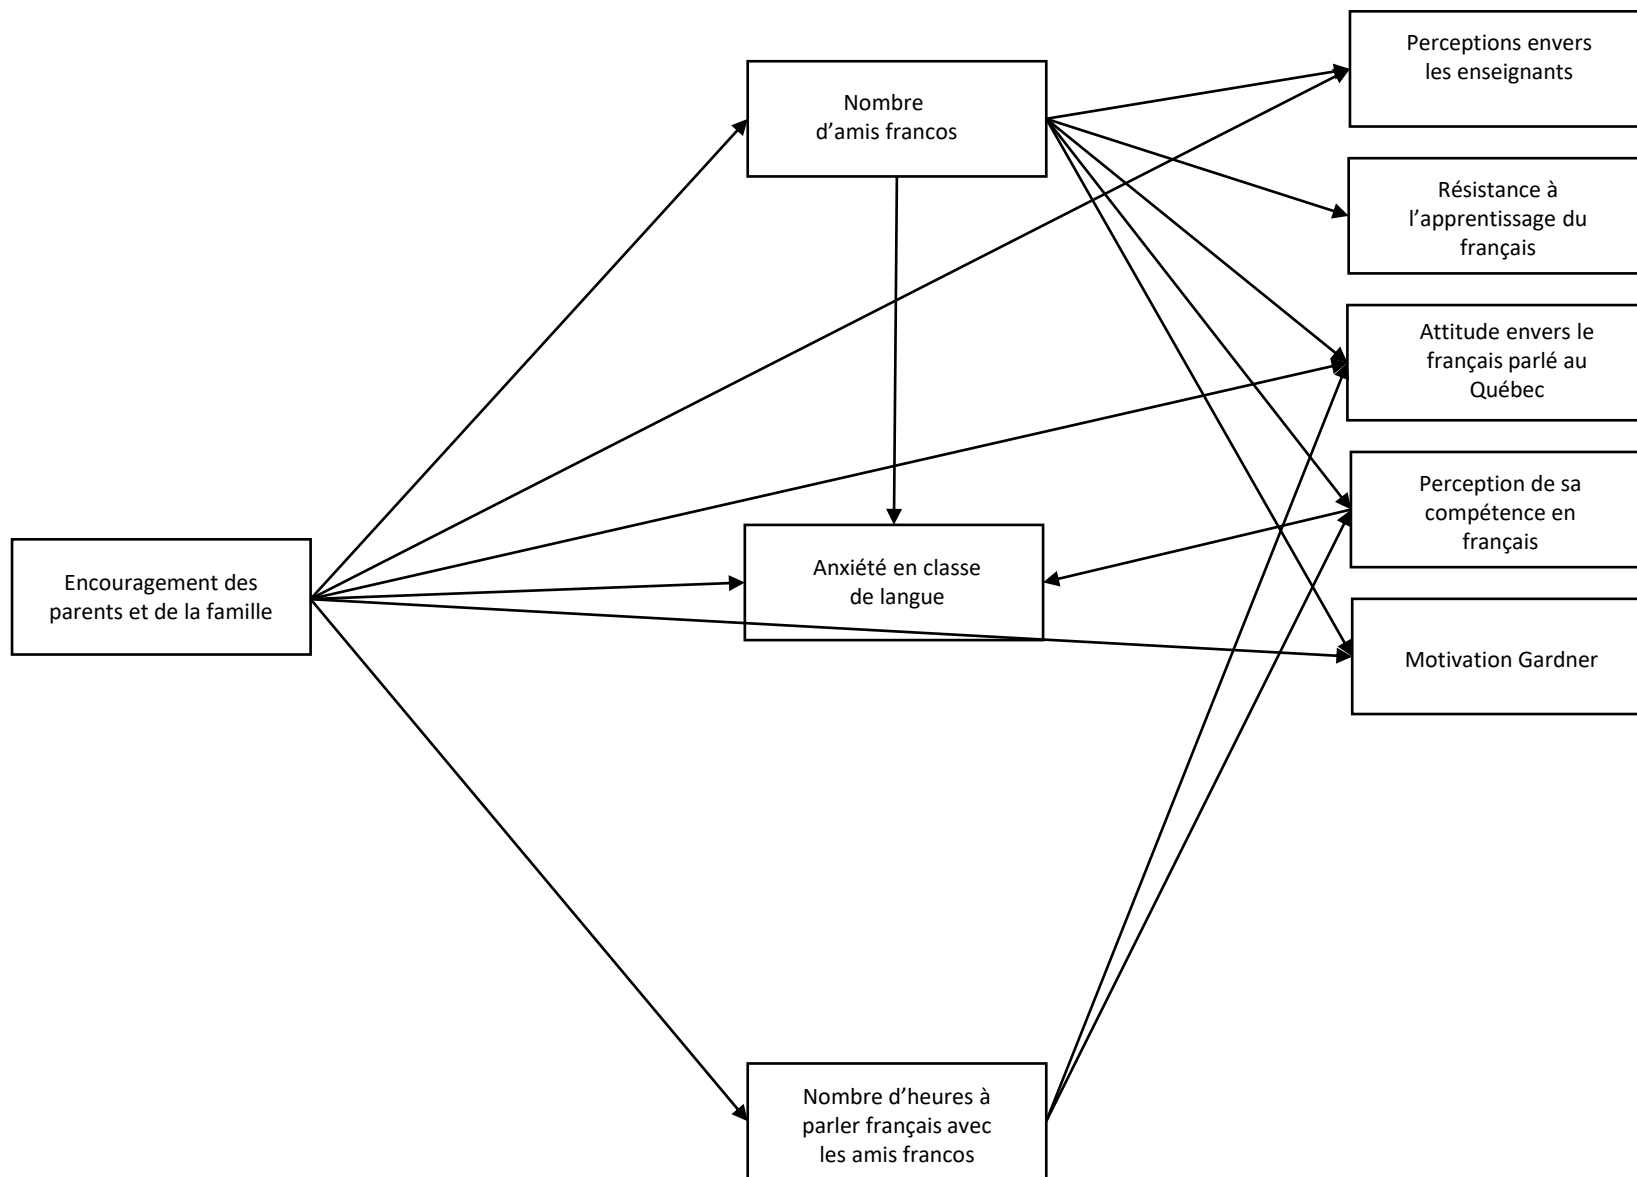 Perceptions envers
les enseignants
Nombre
d’amis francos
Résistance à
l’apprentissage du
français
Attitude envers le
français parlé au
Québec
Perception de sa
compétence en
français
Encouragement des
parents et de la famille
Anxiété en classe
de langue
Motivation Gardner
Nombre d’heures à
parler français avec
les amis francos